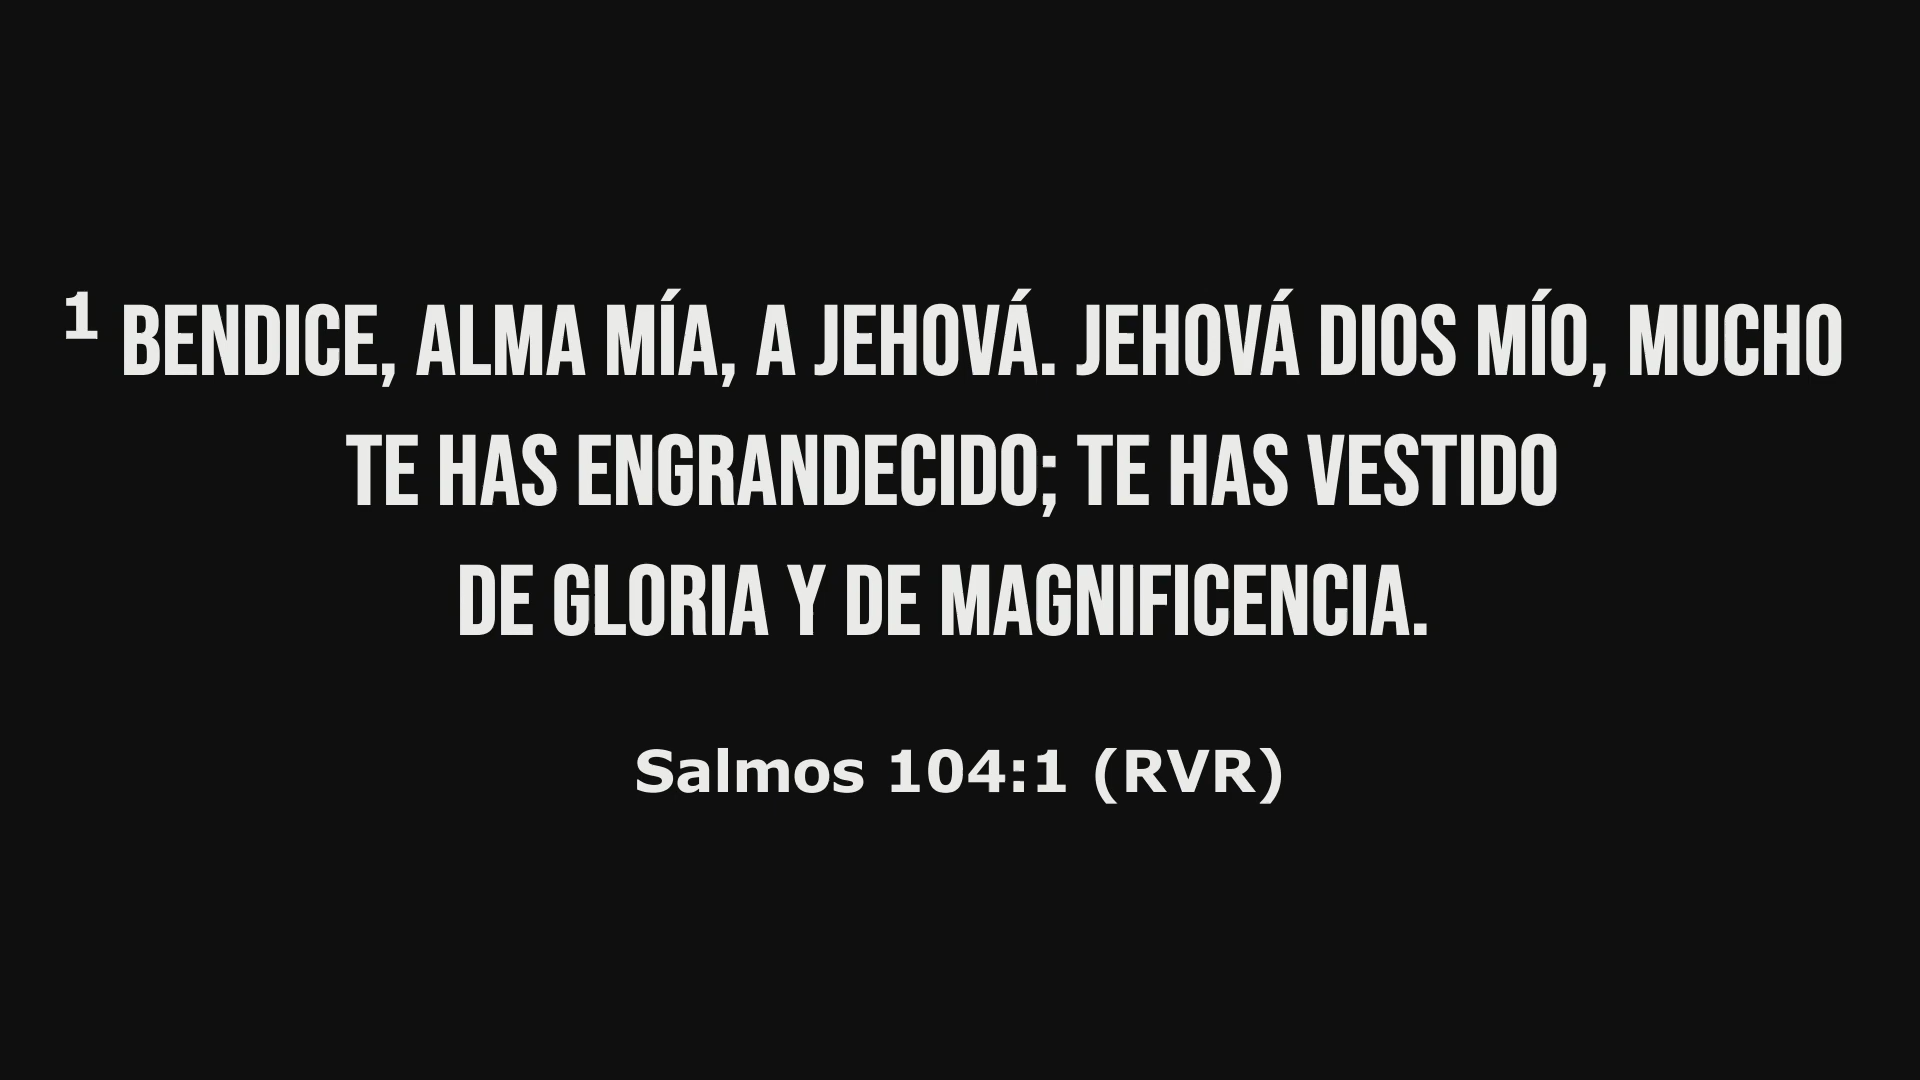 ¹ BENDICE, ALMA MÍA, A JEHOVÁ. JEHOVÁ DIOS MÍO, MUCHO
TE HAS ENGRANDECIDO; TE HAS VESTIDO
DE GLORIA Y DE MAGNIFICENCIA.
Salmos 104:1 (RVR)